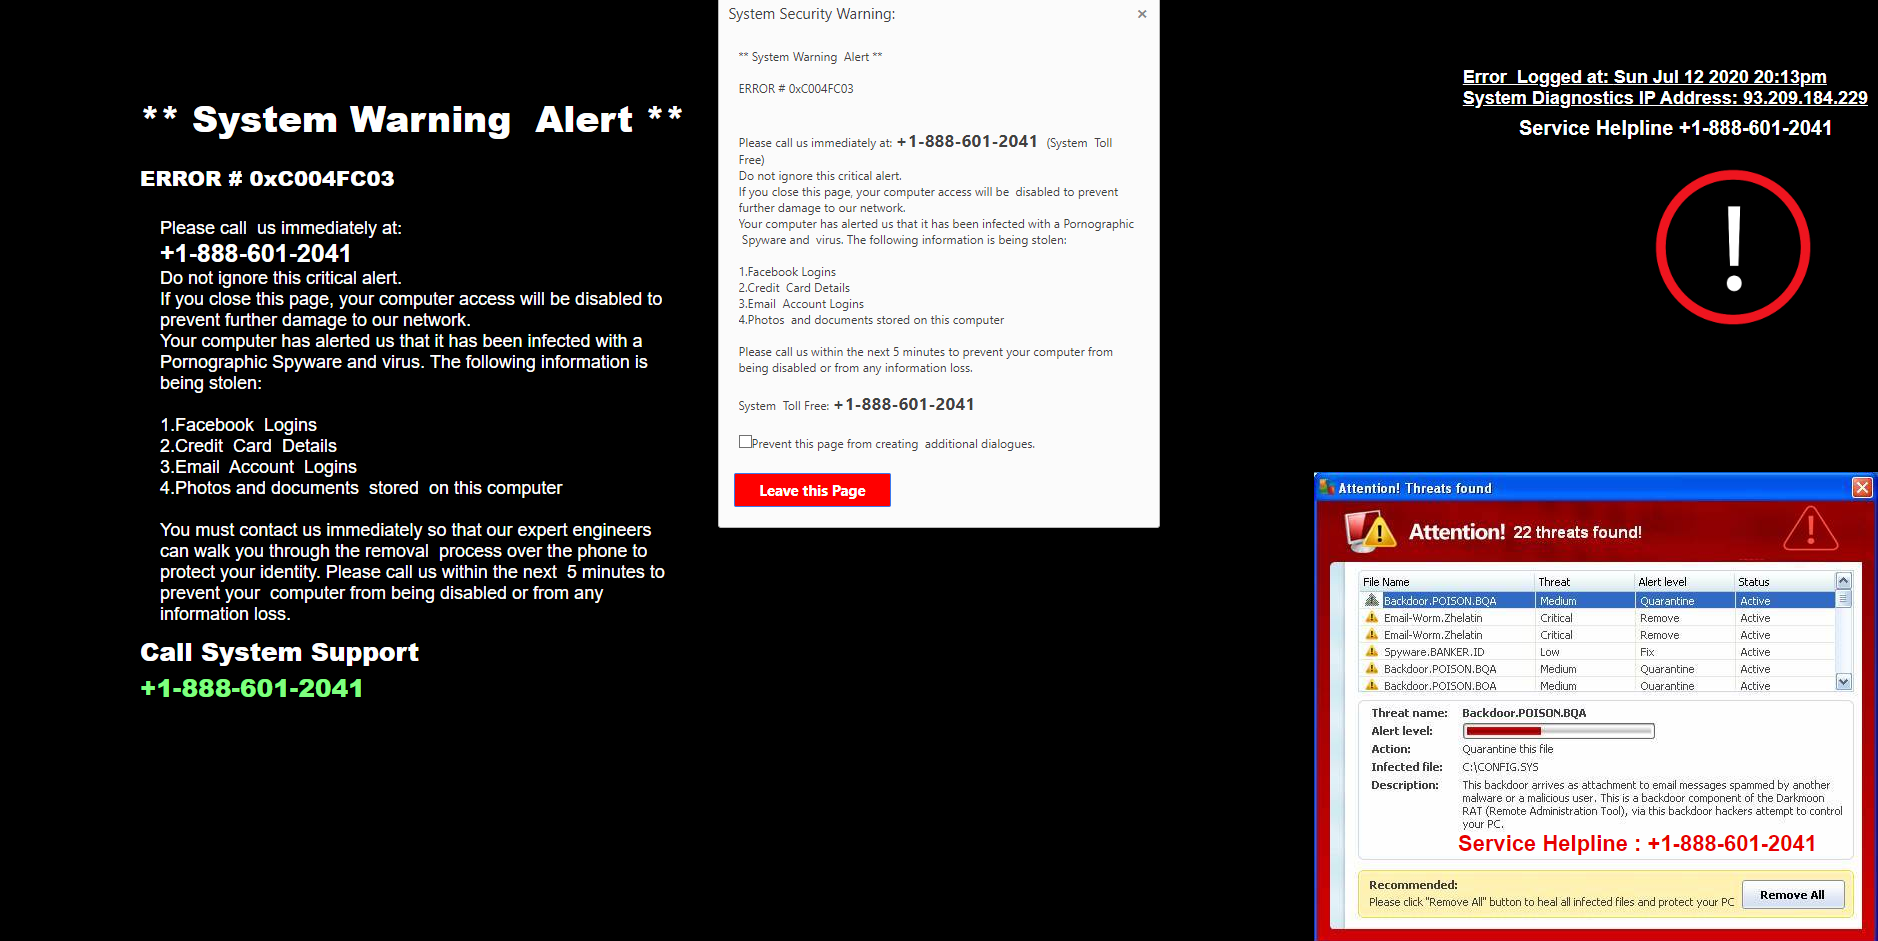 ** System Warning  Alert **
ERROR # 0xC004FC03
Please call  us immediately at:
+1-888-601-2041
Do not ignore this critical alert.
If you close this page, your computer access will be disabled to
prevent further damage to our network.
Your computer has alerted us that it has been infected with a
Pornographic Spyware and virus. The following information is
being stolen:
1.Facebook  Logins
2.Credit  Card  Details
3.Email  Account  Logins
4.Photos and documents  stored  on this computer
You must contact us immediately so that our expert engineers
can walk you through the removal  process over the phone to
protect your identity. Please call us within the next  5 minutes to
prevent your  computer from being disabled or from any
information loss.
Call System Support
+1-888-601-2041
System Security Warning:
×
** System Warning  Alert **
ERROR # 0xC004FC03
Please call us immediately at: +1-888-601-2041  (System  Toll
Free)
Do not ignore this critical alert.
If you close this page, your computer access will be  disabled to prevent
further damage to our network.
Your computer has alerted us that it has been infected with a Pornographic
Spyware and  virus. The following information is being stolen:
1.Facebook Logins
2.Credit  Card Details
3.Email  Account Logins
4.Photos  and documents stored on this computer
Please call us within the next 5 minutes to prevent your computer from
being disabled or from any information loss.
System  Toll Free: +1-888-601-2041
Prevent this page from creating  additional dialogues.
Leave this Page
Error  Logged at: Sun Jul 12 2020 20:13pm
System Diagnostics IP Address: 93.209.184.229
Service Helpline +1-888-601-2041
!
Attention! Threats found
Attention! 22 threats found!
File Name Threat Alert level Status
Backdoor.POISON.BQA Medium Quarantine Active
Email-Worm.Zhelatin Critical Remove Active
Email-Worm.Zhelatin Critical Remove Active
Spyware.BANKER.ID Low Fix Active
Backdoor.POISON.BQA Medium Quarantine Active
Backdoor.POISON.BQA Medium Quarantine Active
Threat name: Backdoor.POISON.BQA
Alert level:
Action: Quarantine this file
Infected file: C:\CONFIG.SYS
Description: This backdoor arrives as attachment to email messages spammed by another
malware or a malicious user. This is a backdoor component of the Darkmoon
RAT (Remote Administration Tool), via this backdoor hackers attempt to control
your PC.
Service Helpline : +1-888-601-2041
Recommended:
Please click "Remove All" button to heal all infected files and protect your PC
Remove All